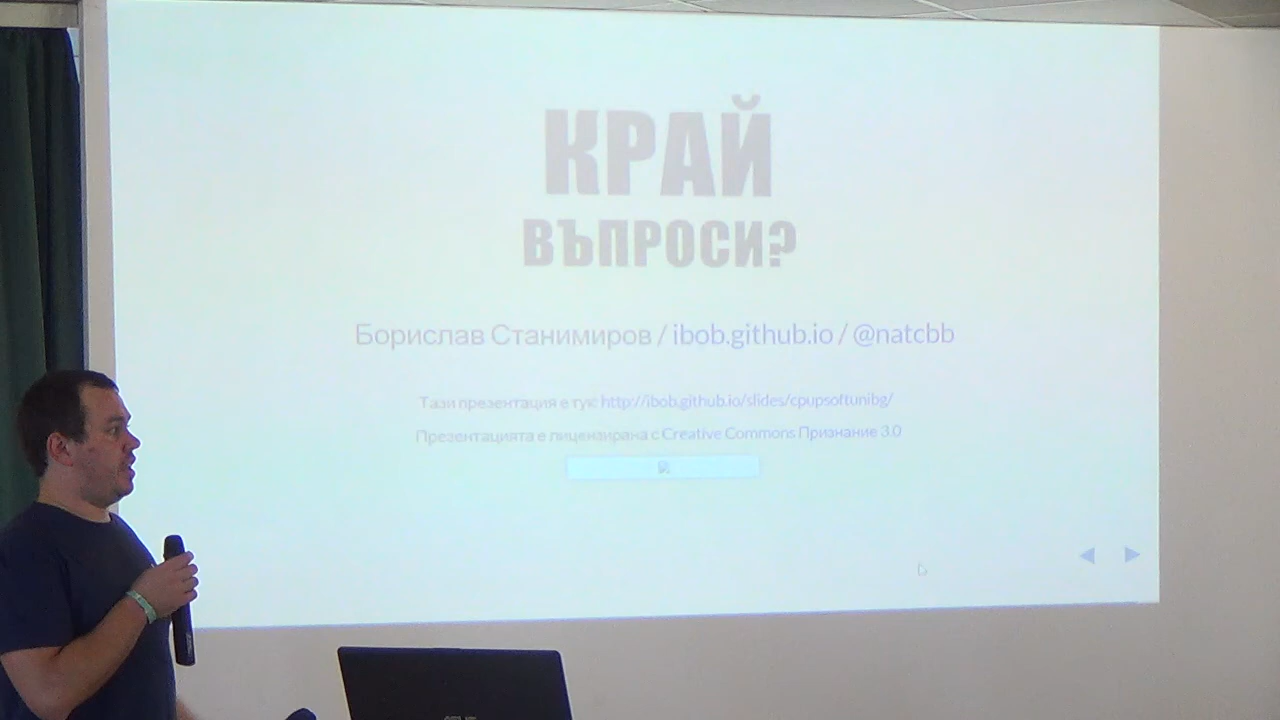 КРАЙ
ВЪПРОСИ?
Борислав Станимиров / ibob.github.io / @natcbb
Тази презентация е тук: http://ibob.github.io/slides/cpupsoftunibg/
Презентацията е лицензирана с Creative Commons Признание 3.0